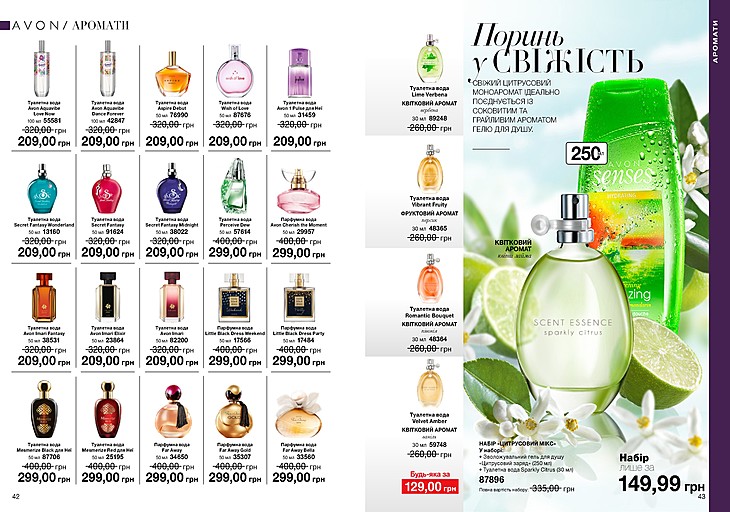 AVON / АРОМАТИ
Туалетна вода
Avon Aquavibe
Love Now
100 мл 55581
320,00 грн
209,00 грн
Туалетна вода
Avon Aquavibe
Dance Forever
100 мл 42847
320,00 грн
209,00 грн
Туалетна вода
Aspire Debut
50 мл 76990
320,00 грн
209,00 грн
Туалетна вода
Wish of Love
50 мл 87676
320,00 грн
209,00 грн
Туалетна вода
Avon 1 Pulse для Неї
50 мл 31459
320,00 грн
209,00 грн
Туалетна вода
Secret Fantasy Wonderland
50 мл 13160
320,00 грн
209,00 грн
Туалетна вода
Secret Fantasy
50 мл 91624
320,00 грн
209,00 грн
Туалетна вода
Secret Fantasy Midnight
50 мл 38022
320,00 грн
209,00 грн
Туалетна вода
Perceive Dew
50 мл 57614
400,00 грн
299,00 грн
Парфумна вода
Avon Cherish the Moment
50 мл 29957
400,00 грн
299,00 грн
Туалетна вода
Avon Imari Fantasy
50 мл 38531
320,00 грн
209,00 грн
Туалетна вода
Avon Imari Elixir
50 мл 23864
320,00 грн
209,00 грн
Туалетна вода
Avon Imari
50 мл 82200
320,00 грн
209,00 грн
Парфумна вода
Little Black Dress Weekend
50 мл 17566
400,00 грн
299,00 грн
Парфумна вода
Little Black Dress Party
50 мл 17484
400,00 грн
299,00 грн
Туалетна вода
Mesmerize Black для Неї
50 мл 87706
400,00 грн
299,00 грн
Туалетна вода
Mesmerize Red для Неї
50 мл 25195
400,00 грн
299,00 грн
Парфумна вода
Far Away
50 мл 34650
400,00 грн
299,00 грн
Парфумна вода
Far Away Gold
50 мл 35307
400,00 грн
299,00 грн
Парфумна вода
Far Away Bella
50 мл 33560
400,00 грн
299,00 грн
42
Туалетна вода
Lime Verbena
КВІТКОВИЙ АРОМАТ
вербена
30 мл 89248
260,00 грн
Туалетна вода
Vibrant Fruity
ФРУКТОВИЙ АРОМАТ
персик
30 мл 48365
260,00 грн
Туалетна вода
Romantic Bouquet
КВІТКОВИЙ АРОМАТ
30 мл 48364
260,00 грн
Туалетна вода
Velvet Amber
КВІТКОВИЙ АРОМАТ
30 мл 59748
260,00 грн
Будь-яка за
129,00 грн
АРОМАТИ
Поринь
у СВІЖІСТЬ
СВІЖИЙ ЦИТРУСОВИЙ
МОНОАРОМАТ ІДЕАЛЬНО
ПОЄДНУЄТЬСЯ ІЗ
СОКОВИТИМ ТА
ГРАЙЛИВИМ АРОМАТОМ
ГЕЛЮ ДЛЯ ДУШУ.
250
AVON
senses
КВІТКОВИЙ
АРОМАТ
SCENT ESSENCE
sparkly citrus
НАБІР «ЦИТРУСОВИЙ МІКС»
У наборі:
• Зволожувальний гель для душу
«Цитрусовий заряд» (250 мл)
• Туалетна вода Sparkly Citrus (30 мл)
87896
Повна вартість набору: 335,00 грн
Набір
лише за
149,99 грн
43